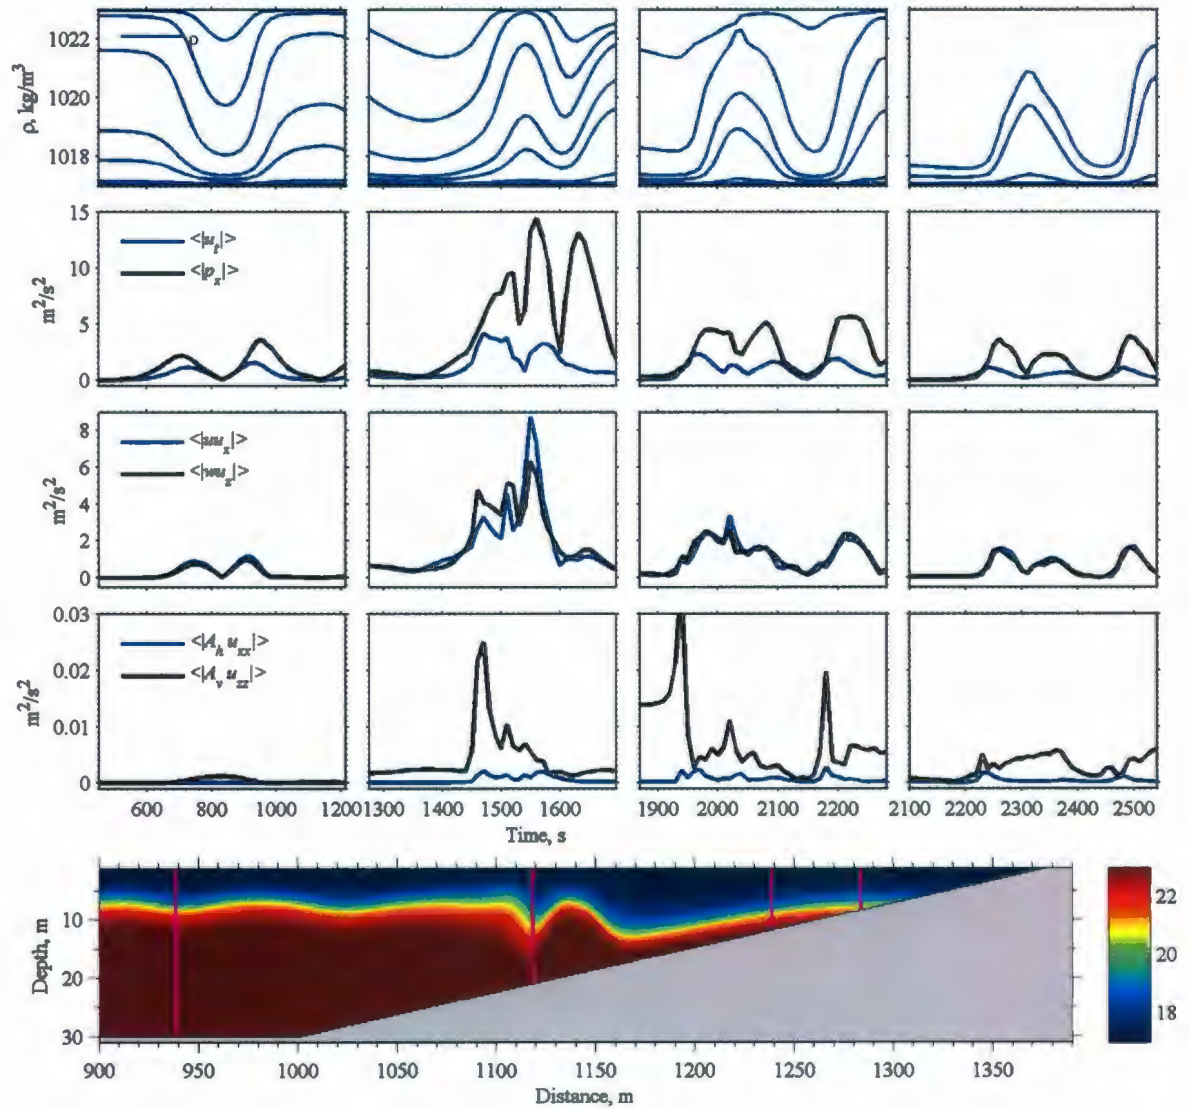 1022
1020
1018
ρ, kg/m³
ρ
15
10
5
0
m²/s²
<|u_t|>
<|p_x|>
8
6
4
2
0
m²/s²
<|uu_x|>
<|wu_z|>
0.03
0.02
0.01
0
m²/s²
<|A_h u_xx|>
<|A_v u_zz|>
600 800 1000 1200 1300 1400 1500 1600 1900 2000 2100 2200 2100 2200 2300 2400 2500
Time, s
10
20
30
Depth, m
900 950 1000 1050 1100 1150 1200 1250 1300 1350
Distance, m
22
20
18